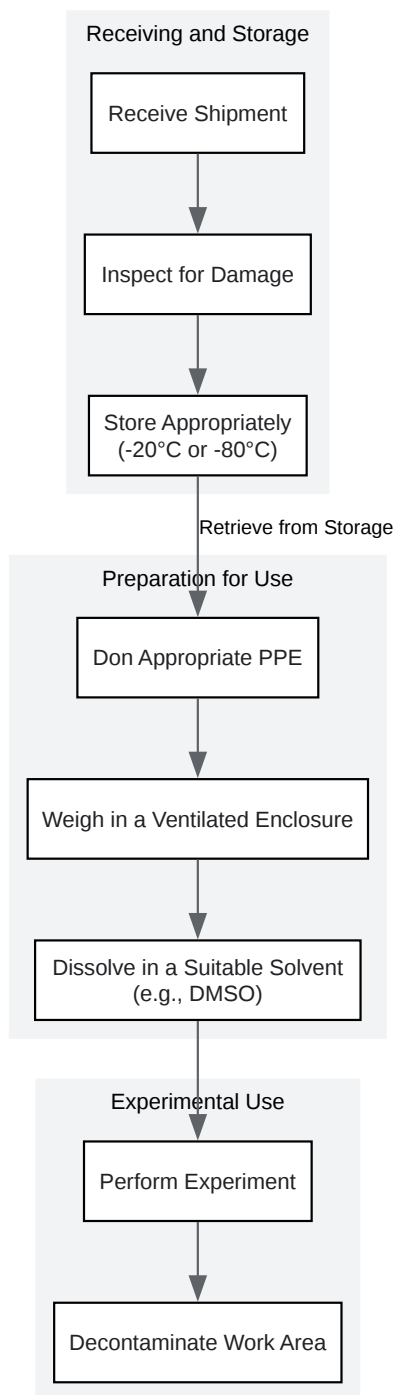 Receiving and Storage
Receive Shipment
Inspect for Damage
Store Appropriately
(-20°C or -80°C)
Retrieve from Storage
Preparation for Use
Don Appropriate PPE
Weigh in a Ventilated Enclosure
Dissolve in a Suitable Solvent
(e.g., DMSO)
Experimental Use
Perform Experiment
Decontaminate Work Area